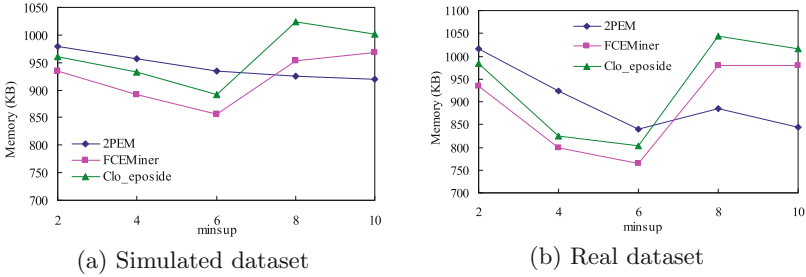 1050
1000
950
900
850
800
750
700
Memory (KB)
2PEM
FCEMiner
Clo_eposide
2 4 6 8 10
minsup
(a) Simulated dataset
1100
1050
1000
950
900
850
800
750
700
Memory (KB)
2PEM
FCEMiner
Clo_eposide
2 4 6 8 10
minsup
(b) Real dataset